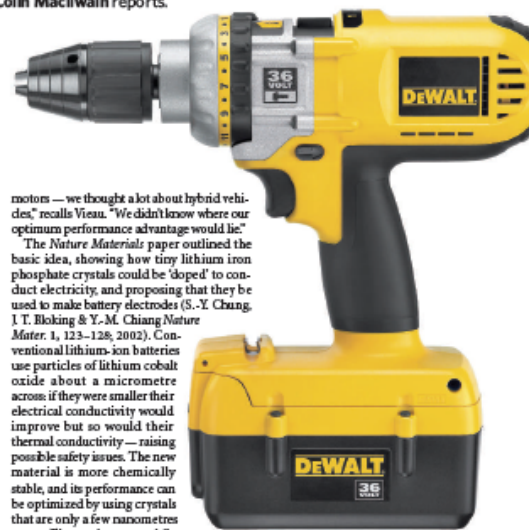 Colin Macilwain reports.
36
VOLT
DEWALT
motors — we thought a lot about hybrid vehi-
cles," recalls Vieau. "We didn't know where our
optimum performance advantage would lie."
The Nature Materials paper outlined the
basic idea, showing how tiny lithium iron
phosphate crystals could be 'doped' to con-
duct electricity, and proposing that they be
used to make battery electrodes (S.-Y. Chung,
J. T. Bloking & Y.-M. Chiang Nature
Mater. 1, 123–128; 2002). Con-
ventional lithium-ion batteries
use particles of lithium cobalt
oxide about a micrometre
across: if they were smaller their
electrical conductivity would
improve but so would their
thermal conductivity — raising
possible safety issues. The new
material is more chemically
stable, and its performance can
be optimized by using crystals
that are only a few nanometres
DEWALT
36
VOLT